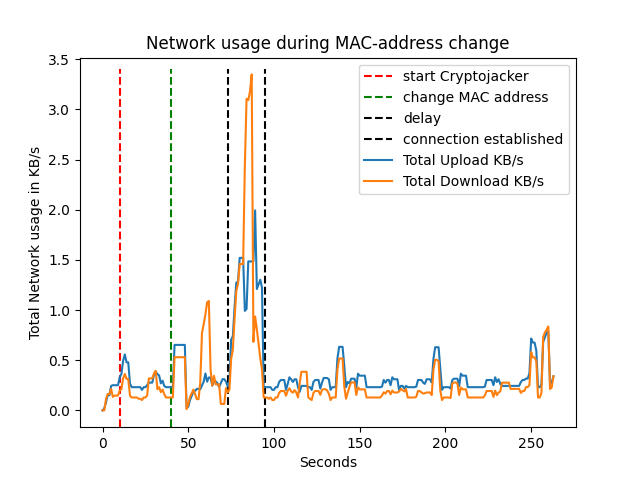 Network usage during MAC-address change
Total Network usage in KB/s
3.5
3.0
2.5
2.0
1.5
1.0
0.5
0.0
start Cryptojacker
change MAC address
delay
connection established
Total Upload KB/s
Total Download KB/s
0 50 100 150 200 250
Seconds